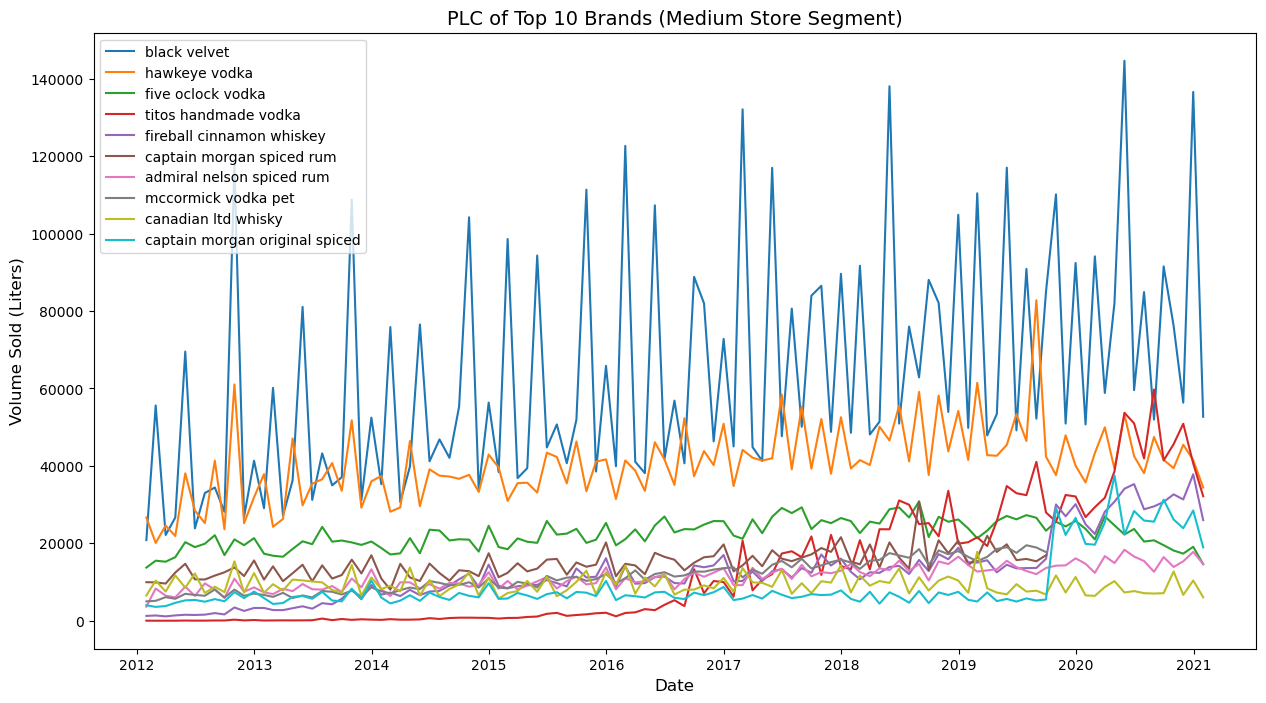 PLC of Top 10 Brands (Medium Store Segment)
black velvet
hawkeye vodka
five oclock vodka
titos handmade vodka
fireball cinnamon whiskey
captain morgan spiced rum
admiral nelson spiced rum
mccormick vodka pet
canadian ltd whisky
captain morgan original spiced
Volume Sold (Liters)
140000
120000
100000
80000
60000
40000
20000
0
2012 2013 2014 2015 2016 2017 2018 2019 2020 2021
Date